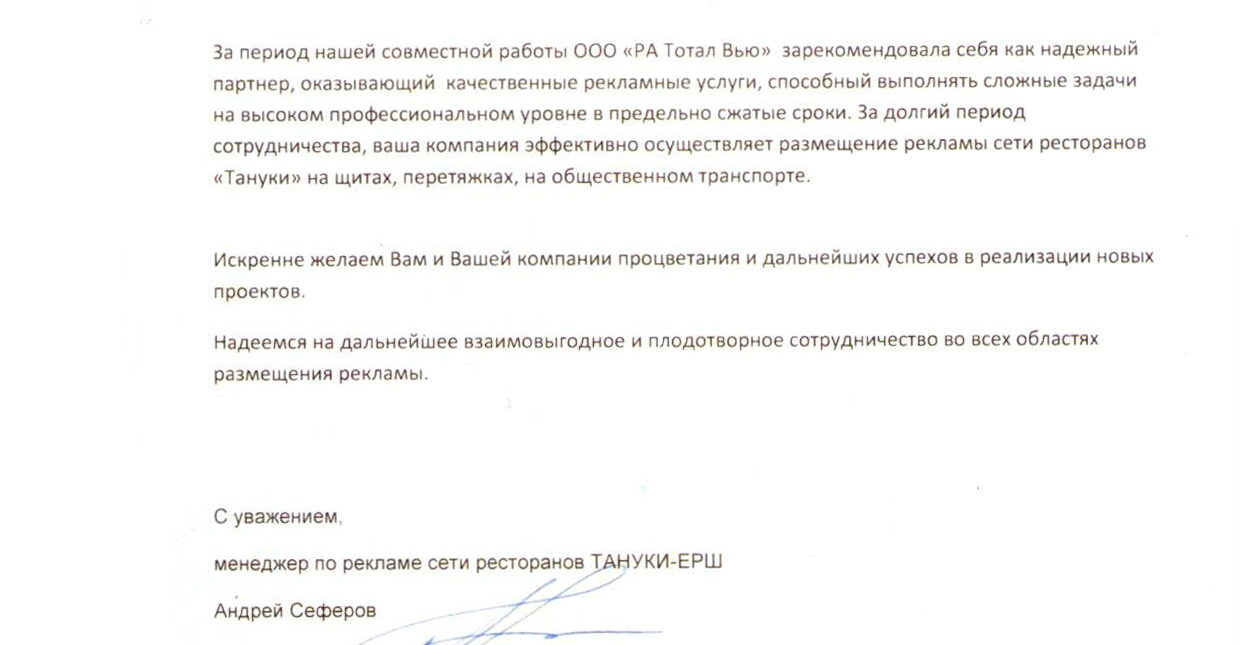 За период нашей совместной работы ООО «РА Тотал Вью»  зарекомендовала себя как надежный
партнер, оказывающий  качественные рекламные услуги, способный выполнять сложные задачи
на высоком профессиональном уровне в предельно сжатые сроки. За долгий период
сотрудничества, ваша компания эффективно осуществляет размещение рекламы сети ресторанов
«Тануки» на щитах, перетяжках, на общественном транспорте.
Искренне желаем Вам и Вашей компании процветания и дальнейших успехов в реализации новых
проектов.
Надеемся на дальнейшее взаимовыгодное и плодотворное сотрудничество во всех областях
размещения рекламы.
С уважением,
менеджер по рекламе сети ресторанов ТАНУКИ-ЕРШ
Андрей Сеферов